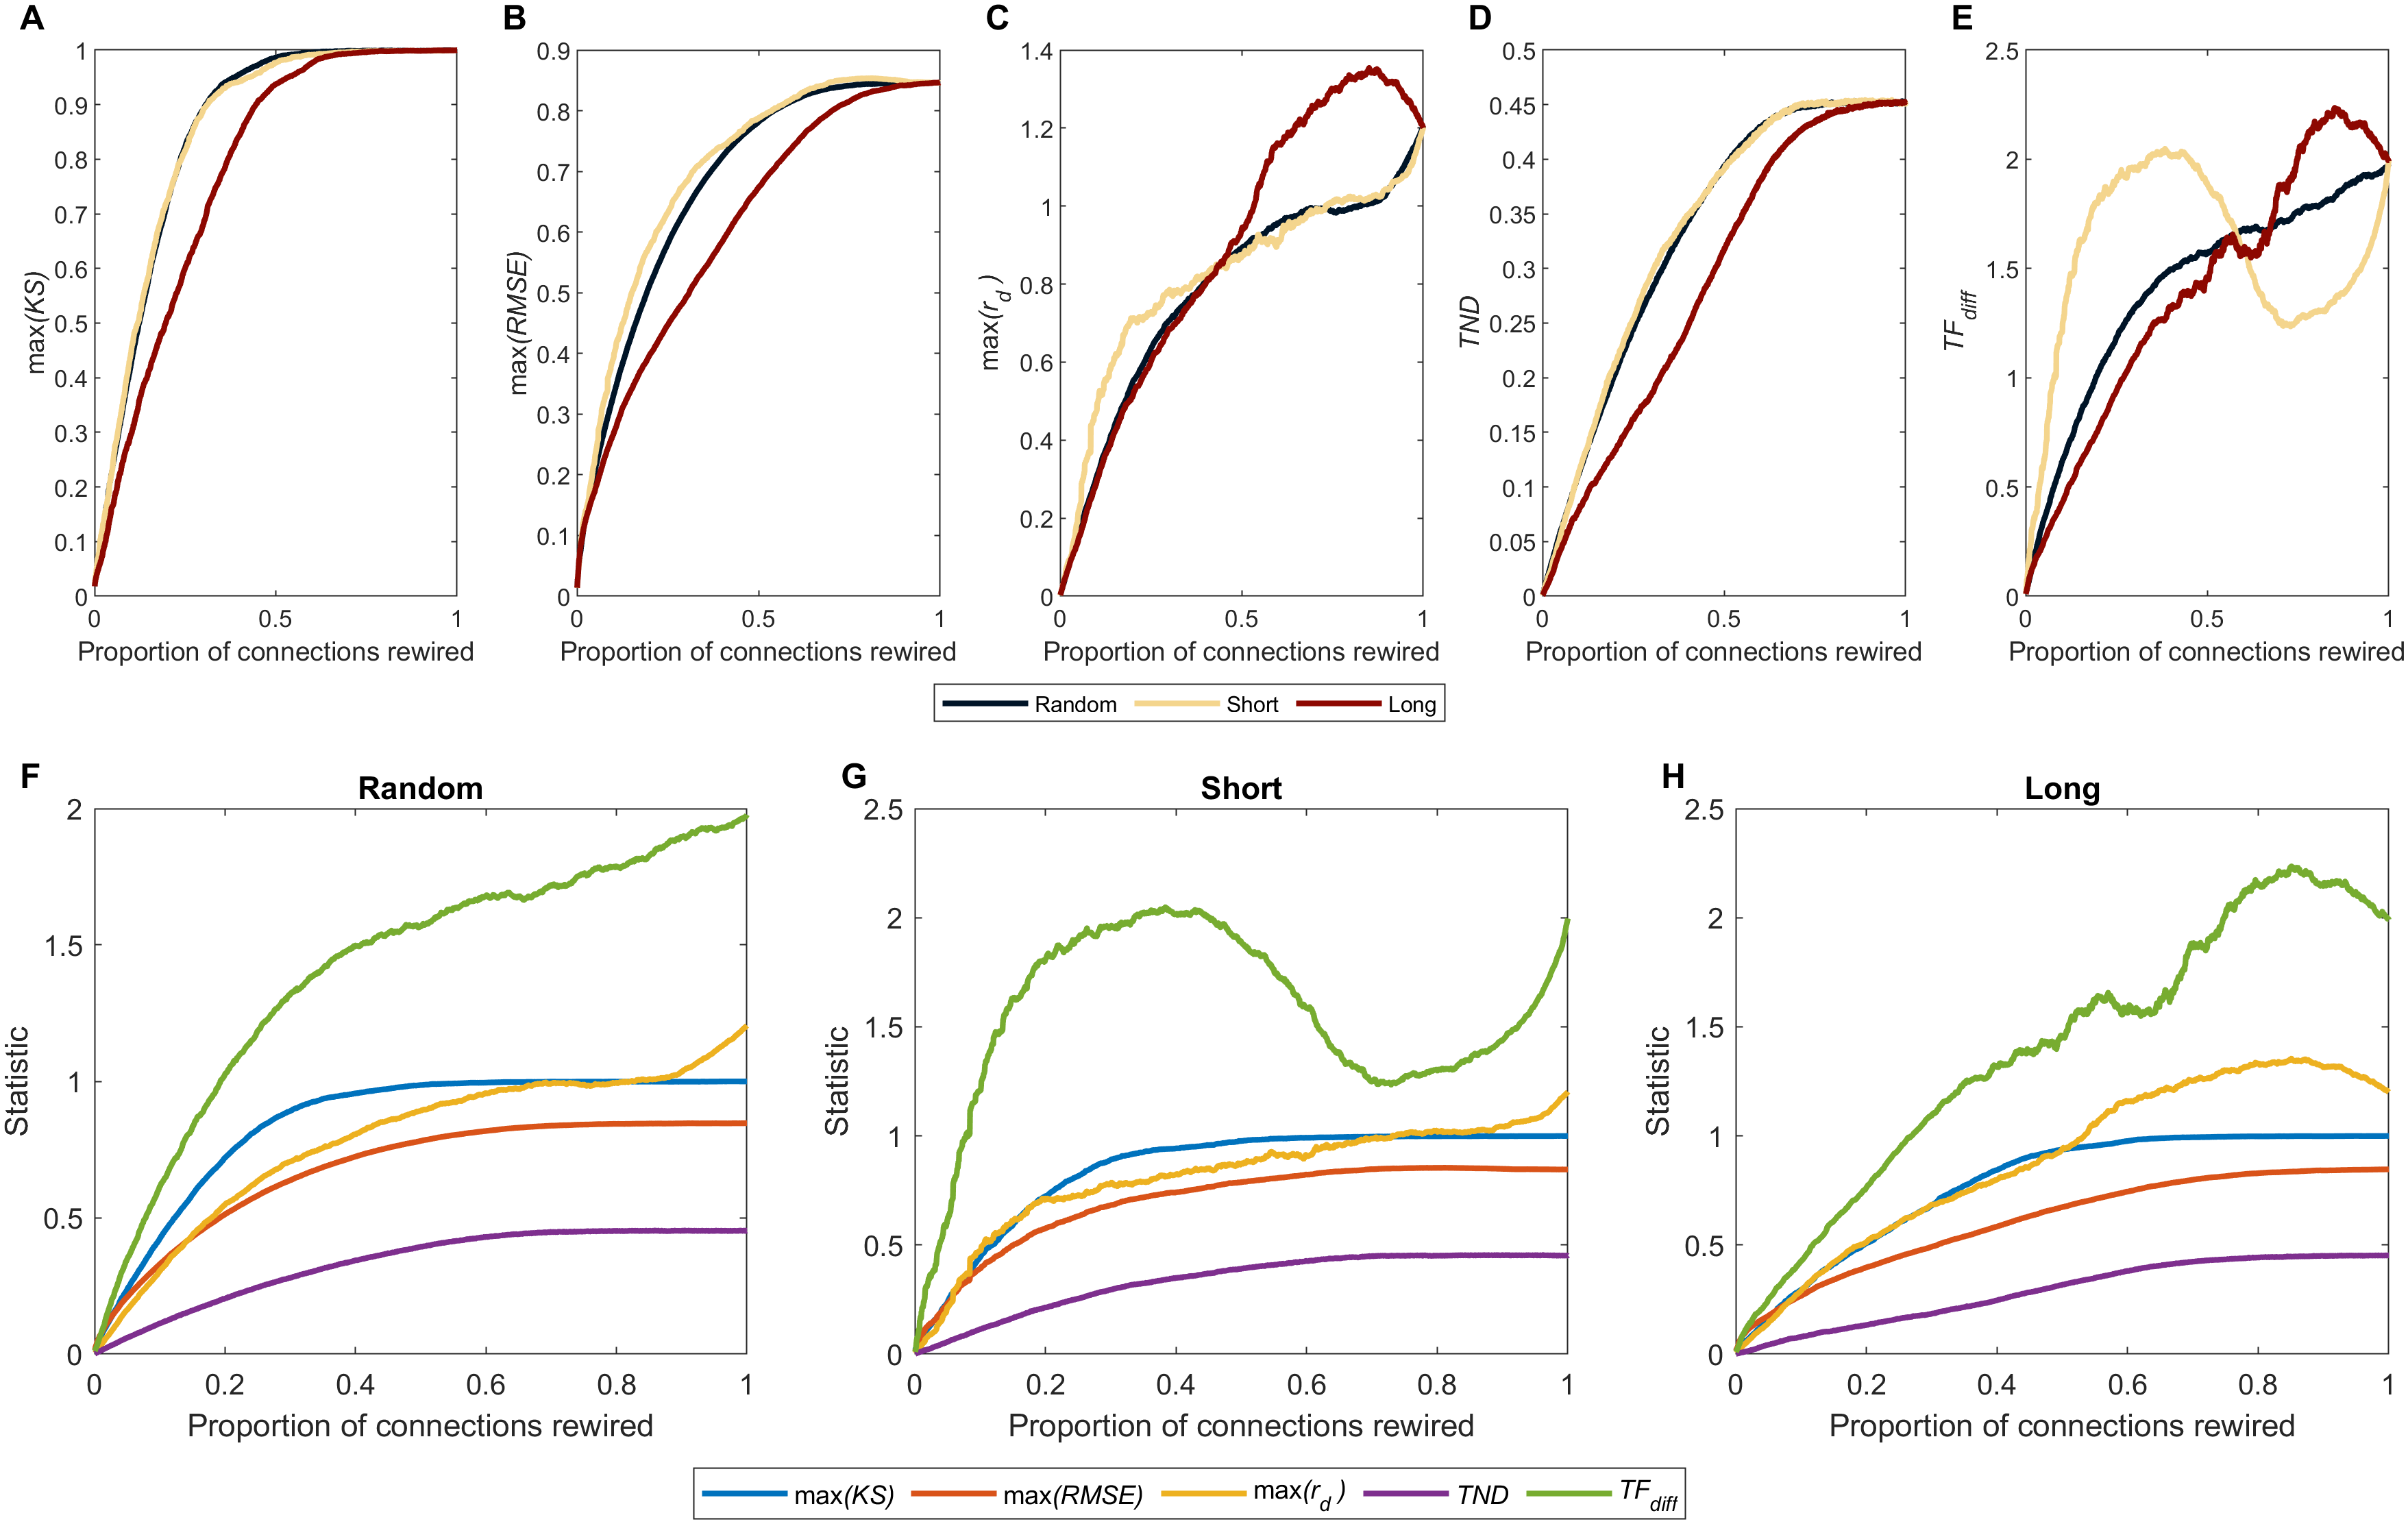 A
B
C
D
E
1
0.9
0.8
0.7
0.6
0.5
0.4
0.3
0.2
0.1
0
max(KS)
0 0.5 1
Proportion of connections rewired
0.9
0.8
0.7
0.6
0.5
0.4
0.3
0.2
0.1
0
max(RMSE)
0 0.5 1
Proportion of connections rewired
1.4
1.2
1
0.8
0.6
0.4
0.2
0
max(r_d)
0 0.5 1
Proportion of connections rewired
0.5
0.45
0.4
0.35
0.3
0.25
0.2
0.15
0.1
0.05
0
TND
0 0.5 1
Proportion of connections rewired
2.5
2
1.5
1
0.5
0
TF_diff
0 0.5 1
Proportion of connections rewired
Random Short Long
F
Random
2
1.5
1
0.5
0
Statistic
0 0.2 0.4 0.6 0.8 1
Proportion of connections rewired
G
Short
2.5
2
1.5
1
0.5
0
Statistic
0 0.2 0.4 0.6 0.8 1
Proportion of connections rewired
H
Long
2.5
2
1.5
1
0.5
0
Statistic
0 0.2 0.4 0.6 0.8 1
Proportion of connections rewired
max(KS) max(RMSE) max(r_d) TND TF_diff